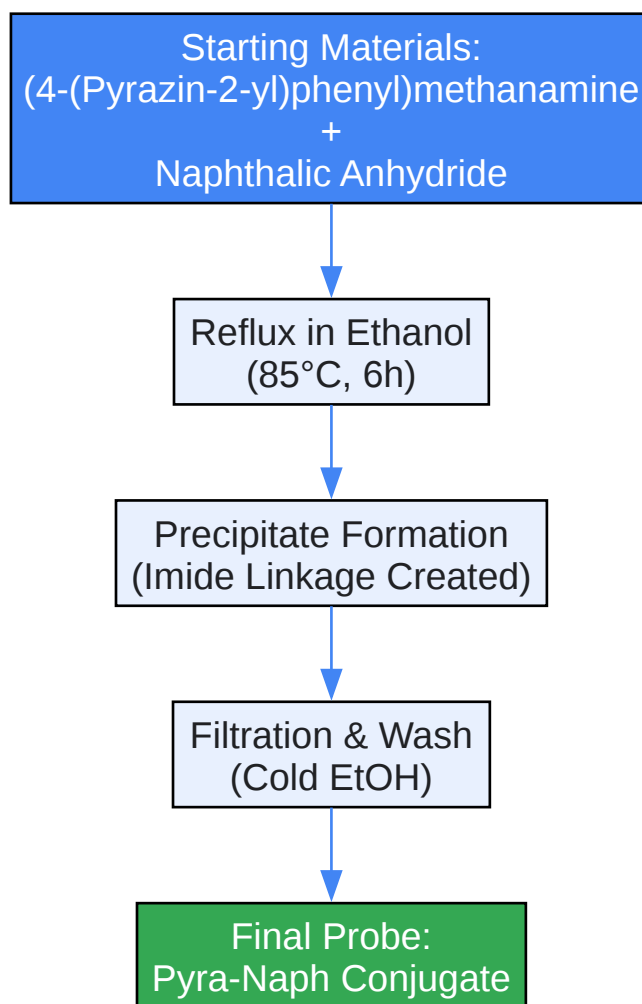 Starting Materials:
(4-(Pyrazin-2-yl)phenyl)methanamine
+
Naphthalic Anhydride
Reflux in Ethanol
(85°C, 6h)
Precipitate Formation
(Imide Linkage Created)
Filtration & Wash
(Cold EtOH)
Final Probe:
Pyra-Naph Conjugate